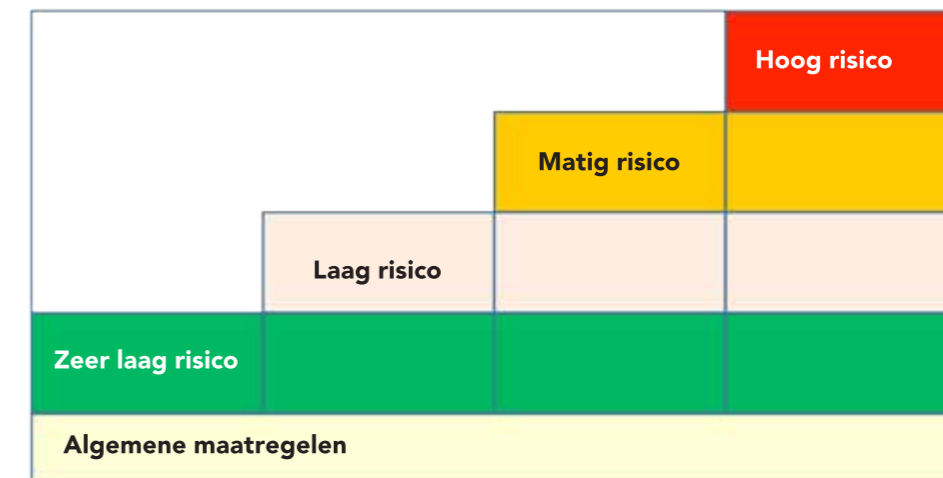 Hoog risico
Matig risico
Laag risico
Zeer laag risico
Algemene maatregelen